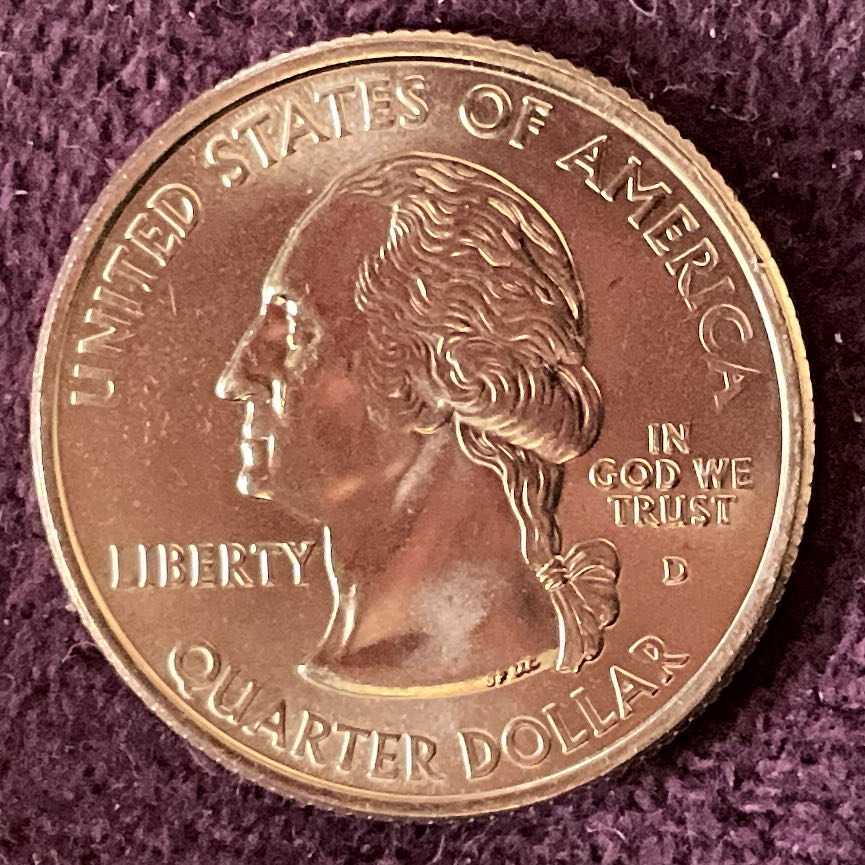 UNITED STATES OF AMERICA
IN
GOD WE
TRUST
LIBERTY
D
QUARTER DOLLAR